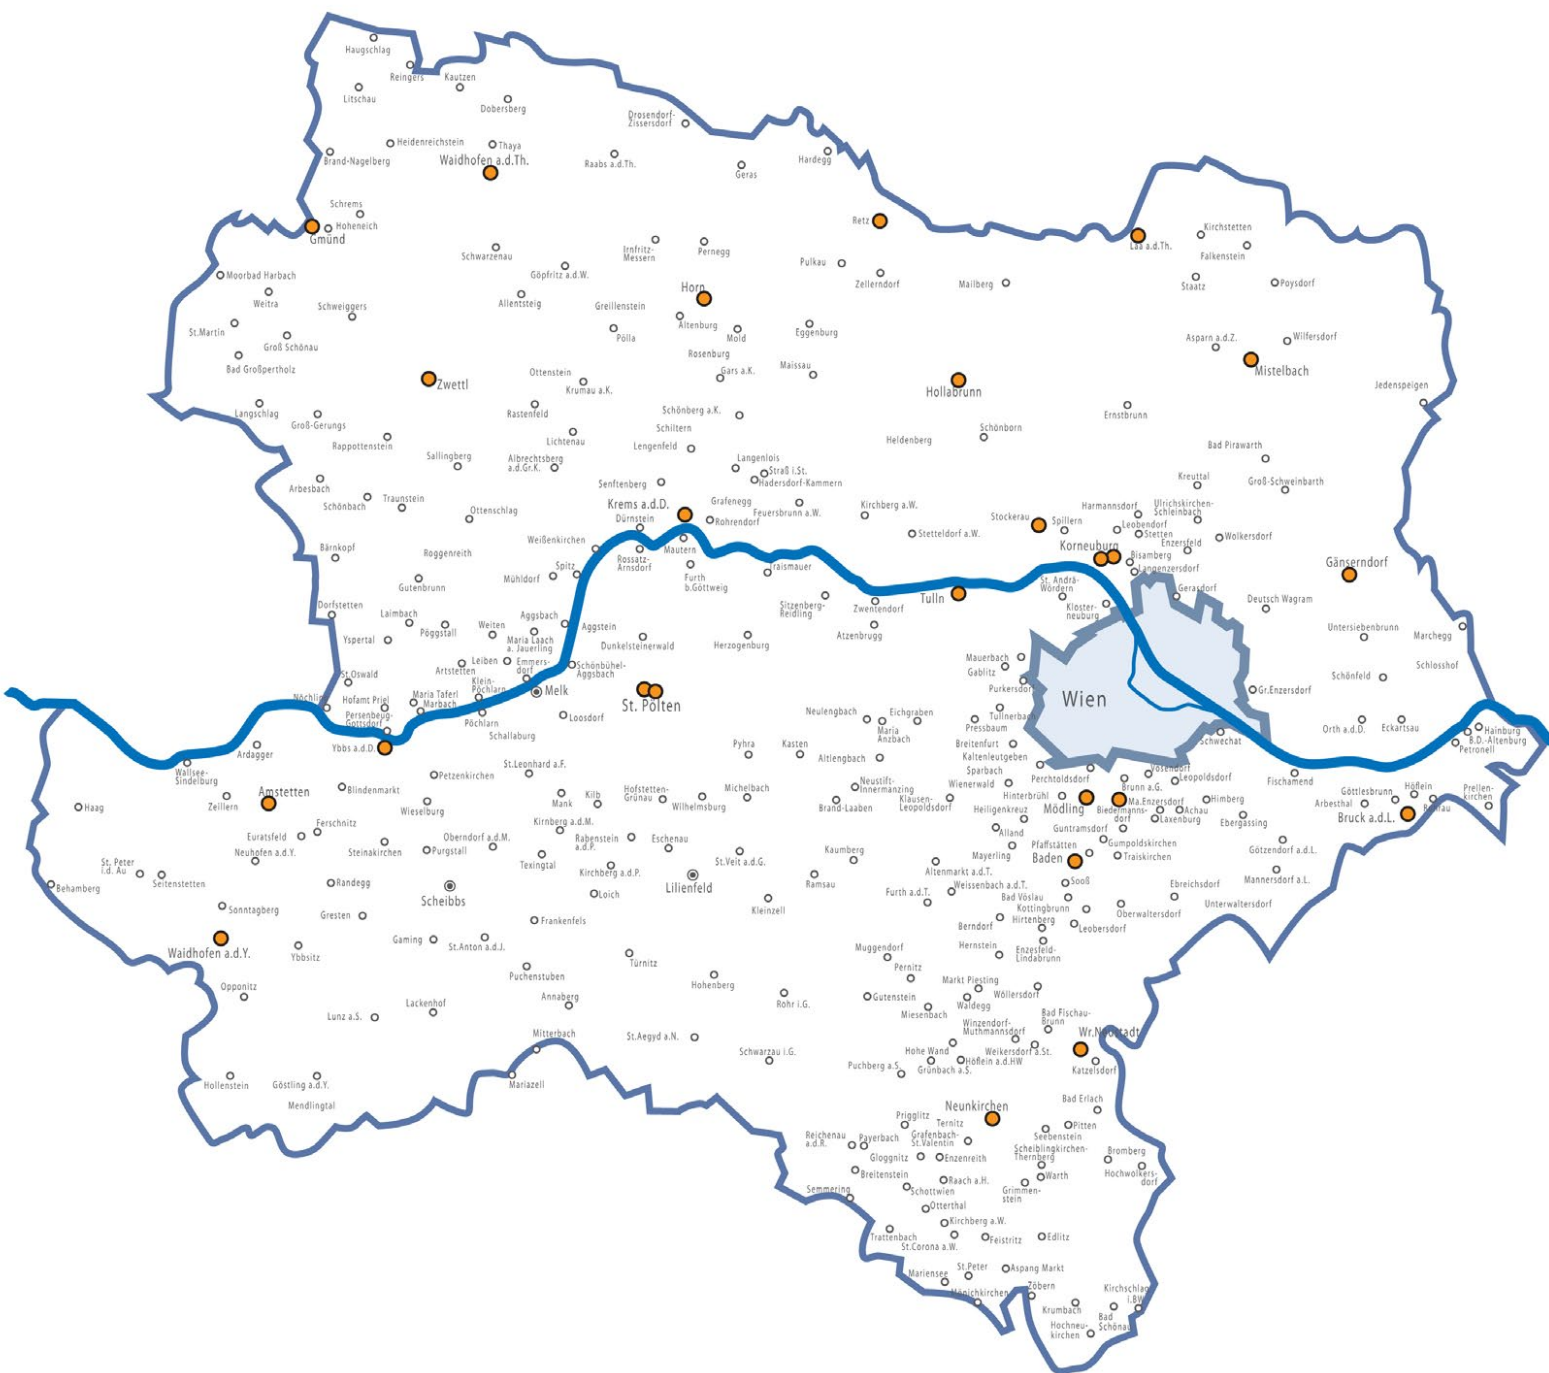 Haugschlag
Reingers
Kautzen
Litschau
Dobersberg
Drosendorf-
Zissersdorf
Heidenreichstein
Thaya
Brand-Nagelberg
Waidhofen a.d.Th.
Raabs a.d.Th.
Geras
Hardegg
Schrems
Hoheneich
Gmünd
Retz
Laa a.d.Th.
Kirchstetten
Falkenstein
Schwarzenau
Irnfritz-
Messern
Pernegg
Göpfritz a.d.W.
Pulkau
Zellerndorf
Mailberg
Staatz
Poysdorf
Moorbad Harbach
Weitra
Schweiggers
Allentsteig
Greillenstein
Horn
Altenburg
St.Martin
Groß Schönau
Pölla
Mold
Eggenburg
Asparn a.d.Z.
Wilfersdorf
Bad Großpertholz
Rosenburg
Gars a.K.
Maissau
Mistelbach
Zwettl
Ottenstein
Krumau a.K.
Hollabrunn
Jedenspeigen
Langschlag
Groß-Gerungs
Rastenfeld
Schönberg a.K.
Ernstbrunn
Rappottenstein
Lichtenau
Schiltern
Lengenfeld
Heldenberg
Schönborn
Bad Pirawarth
Sallingberg
Albrechtsberg
a.d.Gr.K.
Langenlois
Straß i.St.
Hadersdorf-Kammern
Kreuttal
Groß-Schweinbarth
Arbesbach
Schönbach
Traunstein
Senftenberg
Krems a.d.D.
Grafenegg
Feuersbrunn a.W.
Kirchberg a.W.
Harmannsdorf
Ulrichskirchen-
Schleinbach
Ottenschlag
Dürnstein
Rohrendorf
Stockerau
Spillern
Leobendorf
Stetten
Stetteldorf a.W.
Enzersfeld
Wolkersdorf
Bärnkopf
Roggenreith
Weißenkirchen
Rossatz-
Arnsdorf
Mautern
Korneuburg
Bisamberg
Langenzersdorf
Gänserndorf
Gutenbrunn
Mühldorf
Spitz
Furth
b.Göttweig
Traismauer
Sitzenberg-
Reidling
Zwentendorf
Tulln
St. Andrä-
Wördern
Kloster-
neuburg
Gerasdorf
Deutsch Wagram
Dorfstetten
Laimbach
Pöggstall
Yspertal
Weiten
Aggsbach
Maria Laach
a. Jauerling
Aggstein
Dunkelsteinerwald
Herzogenburg
Atzenbrugg
Untersiebenbrunn
Marchegg
Schlosshof
St.Oswald
Artstetten
Leiben
Emmers-
dorf
Schönbühel-
Aggsbach
Mauerbach
Gablitz
Purkersdorf
Schönfeld
Gr.Enzersdorf
Nöchling
Hofamt Priel
Persenbeug-
Gottsdorf
Maria Taferl
Marbach
Klein-
Pöchlarn
Pöchlarn
Melk
Loosdorf
St. Pölten
Neulengbach
Eichgraben
Maria
Anzbach
Tullnerbach
Pressbaum
Wien
Orth a.d.D.
Eckartsau
Hainburg
B.D.-Altenburg
Petronell
Ybbs a.d.D.
Schallaburg
Pyhra
Kasten
Altlengbach
Breitenfurt
Kaltenleutgeben
Schwechat
Fischamend
Ardagger
Wallsee-
Sindelburg
Petzenkirchen
St.Leonhard a.F.
Sparbach
Wienerwald
Perchtoldsdorf
Vösendorf
Brunn a.G.
Leopoldsdorf
Haag
Zeillern
Amstetten
Blindenmarkt
Wieselburg
Mank
Kilb
Hofstetten-
Grünau
Wilhelmsburg
Michelbach
Neustift-
Innermanzing
Brand-Laaben
Klausen-
Leopoldsdorf
Hinterbrühl
Mödling
Ma.Enzersdorf
Biedermanns-
dorf
Achau
Laxenburg
Himberg
Ebergassing
Göttlesbrunn
Arbesthal
Höflein
Rohrau
Prellen-
kirchen
Bruck a.d.L.
Euratsfeld
Ferschnitz
Neuhofen a.d.Y.
Steinakirchen
Purgstall
Oberndorf a.d.M.
Kirnberg a.d.M.
Texingtal
Rabenstein
a.d.P.
Kirchberg a.d.P.
Eschenau
St.Veit a.d.G.
Kaumberg
Heiligenkreuz
Alland
Mayerling
Guntramsdorf
Gumpoldskirchen
Pfaffstätten
Traiskirchen
Baden
Götzendorf a.d.L.
Mannersdorf a.L.
St. Peter
i.d. Au
Seitenstetten
Behamberg
Randegg
Scheibbs
Loich
Lilienfeld
Kleinzell
Ramsau
Altenmarkt a.d.T.
Furth a.d.T.
Weissenbach a.d.T.
Sooß
Bad Vöslau
Kottingbrunn
Ebreichsdorf
Unterwaltersdorf
Oberwaltersdorf
Sonntagberg
Gresten
Frankenfels
Berndorf
Hirtenberg
Leobersdorf
Waidhofen a.d.Y.
Ybbsitz
Gaming
St.Anton a.d.J.
Puchenstuben
Türnitz
Hohenberg
Muggendorf
Pernitz
Hernstein
Enzesfeld-
Lindabrunn
Opponitz
Lunz a.S.
Lackenhof
Annaberg
Rohr i.G.
Gutenstein
Miesenbach
Markt Piesting
Waldegg
Wöllersdorf
Mitterbach
St.Aegyd a.N.
Schwarzau i.G.
Winzendorf-
Muthmannsdorf
Bad Fischau-
Brunn
Weikersdorf a.St.
Wr.Neustadt
Katzelsdorf
Hollenstein
Göstling a.d.Y.
Mendlingtal
Mariazell
Puchberg a.S.
Hohe Wand
Höflein a.d.HW
Grünbach a.S.
Neunkirchen
Bad Erlach
Pitten
Seebenstein
Prigglitz
Ternitz
Grafenbach-
St.Valentin
Reichenau
a.d.R.
Payerbach
Gloggnitz
Enzenreith
Scheiblingkirchen-
Thernberg
Bromberg
Hochwolkers-
dorf
Breitenstein
Raach a.H.
Warth
Semmering
Schottwien
Grimmen-
stein
Otterthal
Kirchberg a.W.
Trattenbach
St.Corona a.W.
Feistritz
Edlitz
St.Peter
Aspang Markt
Mariensee
Mönichkirchen
Zöbern
Krumbach
Kirchschlag
i.BW
Bad
Schönau
Hochneu-
kirchen